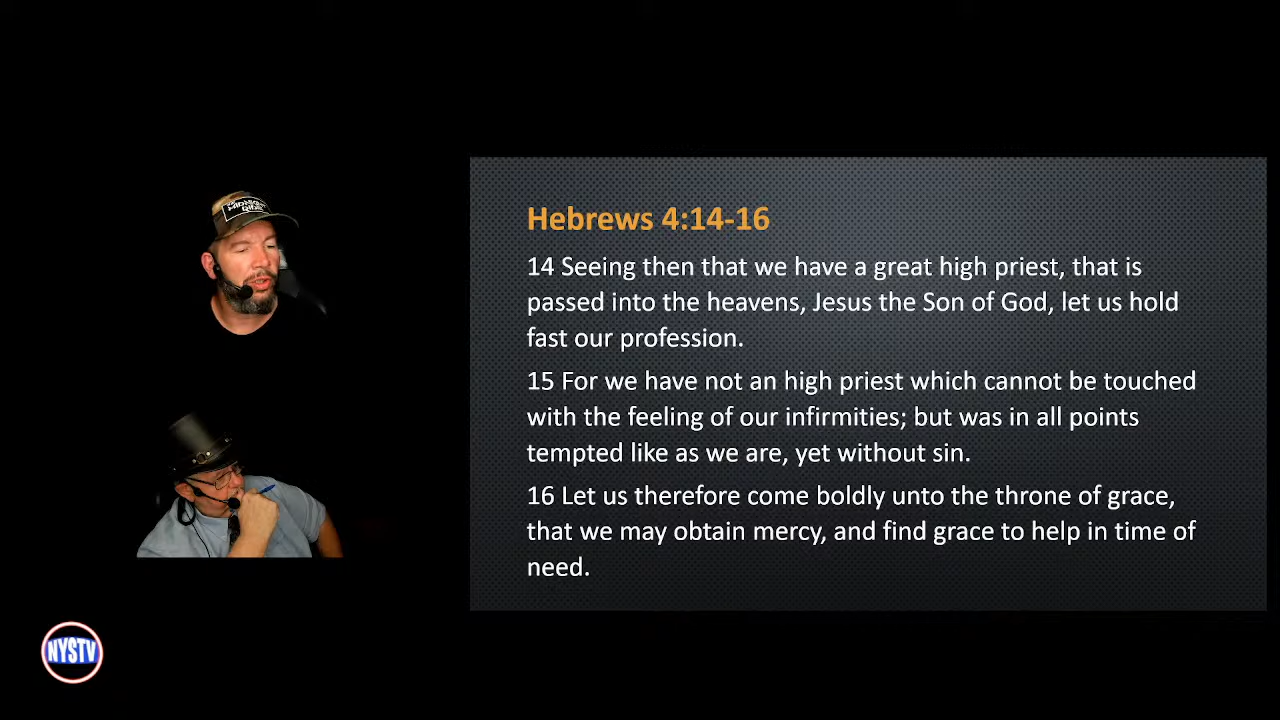 MIDNIGHT
RIDE
Hebrews 4:14-16
14 Seeing then that we have a great high priest, that is
passed into the heavens, Jesus the Son of God, let us hold
fast our profession.
15 For we have not an high priest which cannot be touched
with the feeling of our infirmities; but was in all points
tempted like as we are, yet without sin.
16 Let us therefore come boldly unto the throne of grace,
that we may obtain mercy, and find grace to help in time of
need.
NYSTV